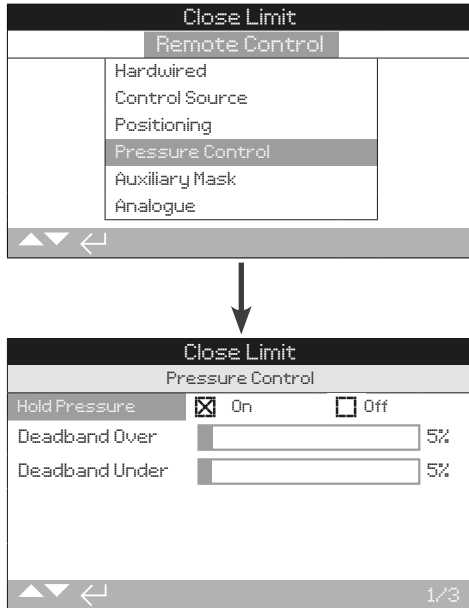 Close Limit
Remote Control
Hardwired
Control Source
Positioning
Pressure Control
Auxiliary Mask
Analogue
Close Limit
Pressure Control
Hold Pressure On Off
Deadband Over 5%
Deadband Under 5%
1/3